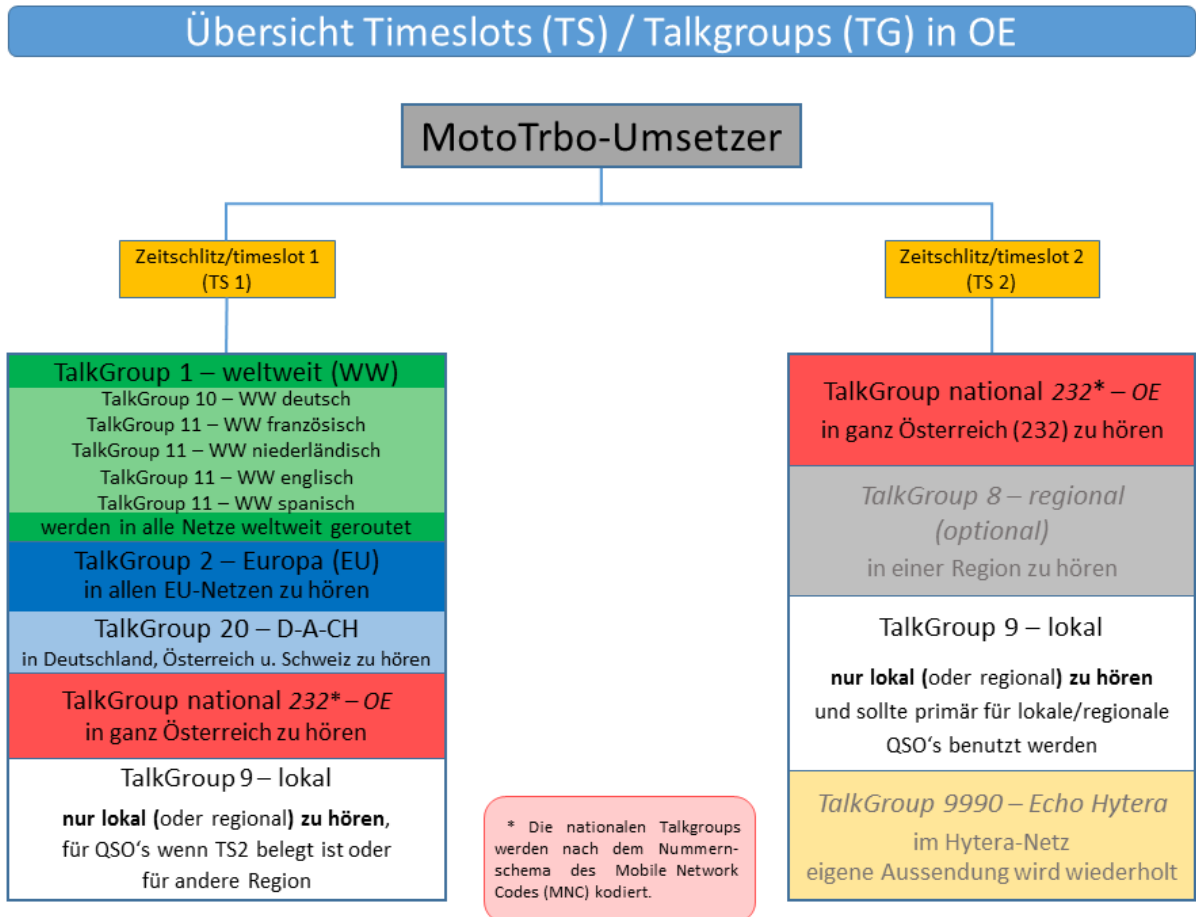 Übersicht Timeslots (TS) / Talkgroups (TG) in OE
MotoTrbo-Umsetzer
Zeitschlitz/timeslot 1
(TS 1)
Zeitschlitz/timeslot 2
(TS 2)
TalkGroup 1 – weltweit (WW)
TalkGroup 10 – WW deutsch
TalkGroup 11 – WW französisch
TalkGroup 11 – WW niederländisch
TalkGroup 11 – WW englisch
TalkGroup 11 – WW spanisch
werden in alle Netze weltweit geroutet
TalkGroup 2 – Europa (EU)
in allen EU-Netzen zu hören
TalkGroup 20 – D-A-CH
in Deutschland, Österreich u. Schweiz zu hören
TalkGroup national 232* – OE
in ganz Österreich zu hören
TalkGroup 9 – lokal
nur lokal (oder regional) zu hören,
für QSO‘s wenn TS2 belegt ist oder
für andere Region
TalkGroup national 232* – OE
in ganz Österreich (232) zu hören
TalkGroup 8 – regional
(optional)
in einer Region zu hören
TalkGroup 9 – lokal
nur lokal (oder regional) zu hören
und sollte primär für lokale/regionale
QSO‘s benutzt werden
TalkGroup 9990 – Echo Hytera
im Hytera-Netz
eigene Aussendung wird wiederholt
* Die nationalen Talkgroups
werden nach dem Nummern-
schema des Mobile Network
Codes (MNC) kodiert.